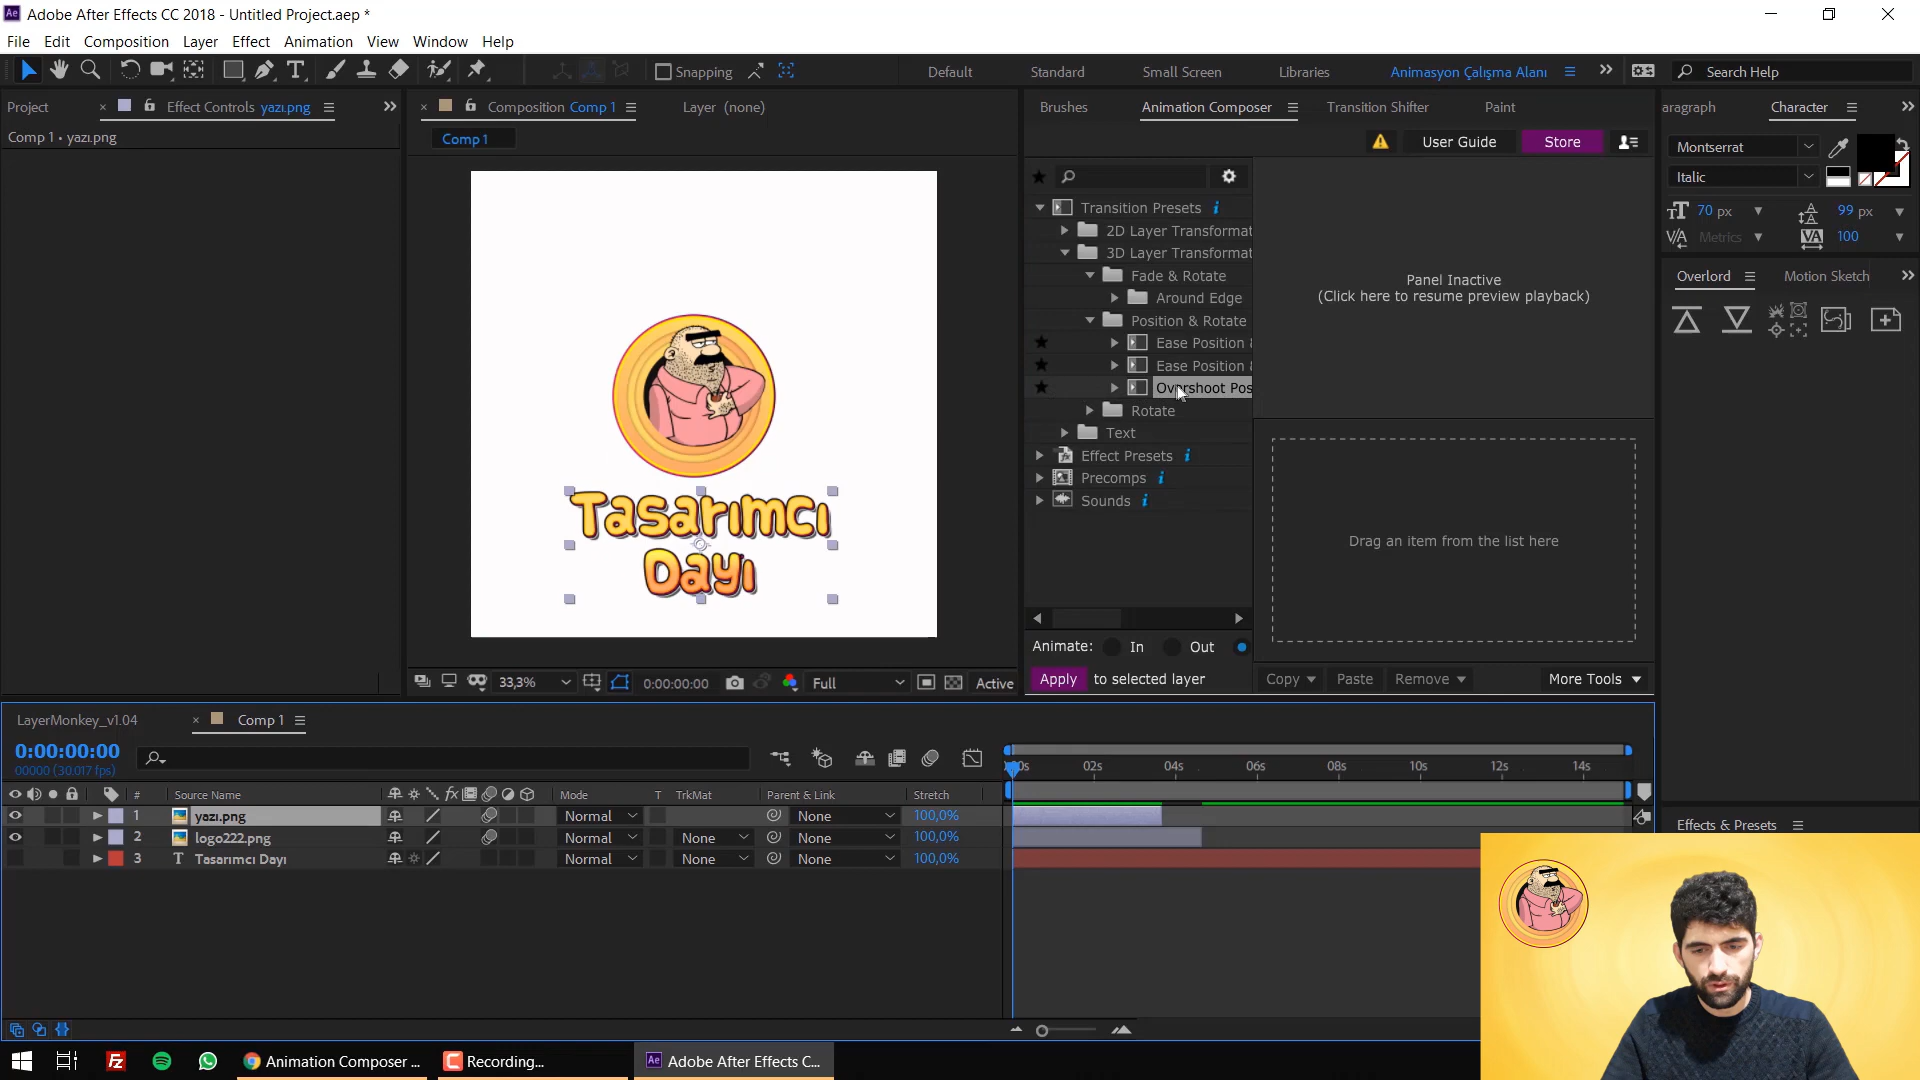 Adobe After Effects CC 2018 - Untitled Project.aep *
File Edit Composition Layer Effect Animation View Window Help
Snapping
Default Standard Small Screen Libraries Animasyon Çalışma Alanı Search Help
Project Effect Controls yazı.png
Comp 1 • yazı.png
Composition Comp 1 Layer (none)
Comp 1
Tasarımcı
Dayı
33,3% 0:00:00:00 Full Active
Brushes Animation Composer Transition Shifter Paint
User Guide Store
Transition Presets
2D Layer Transformat
3D Layer Transformat
Fade & Rotate
Around Edge
Position & Rotate
Ease Position &
Ease Position &
Overshoot Pos
Rotate
Text
Effect Presets
Precomps
Sounds
Panel Inactive
(Click here to resume preview playback)
Drag an item from the list here
Animate: In Out
Apply to selected layer
Copy Paste Remove More Tools
aragraph Character
Montserrat
Italic
70 px 99 px
Metrics 100
Overlord Motion Sketch
Effects & Presets
LayerMonkey_v1.04 Comp 1
0:00:00:00
00000 (30.017 fps)
# Source Name Mode T TrkMat Parent & Link Stretch
1 yazı.png Normal None 100,0%
2 logo222.png Normal None None 100,0%
3 T Tasarımcı Dayı Normal None None 100,0%
00s 02s 04s 06s 08s 10s 12s 14s
Animation Composer ... Recording... Adobe After Effects C...